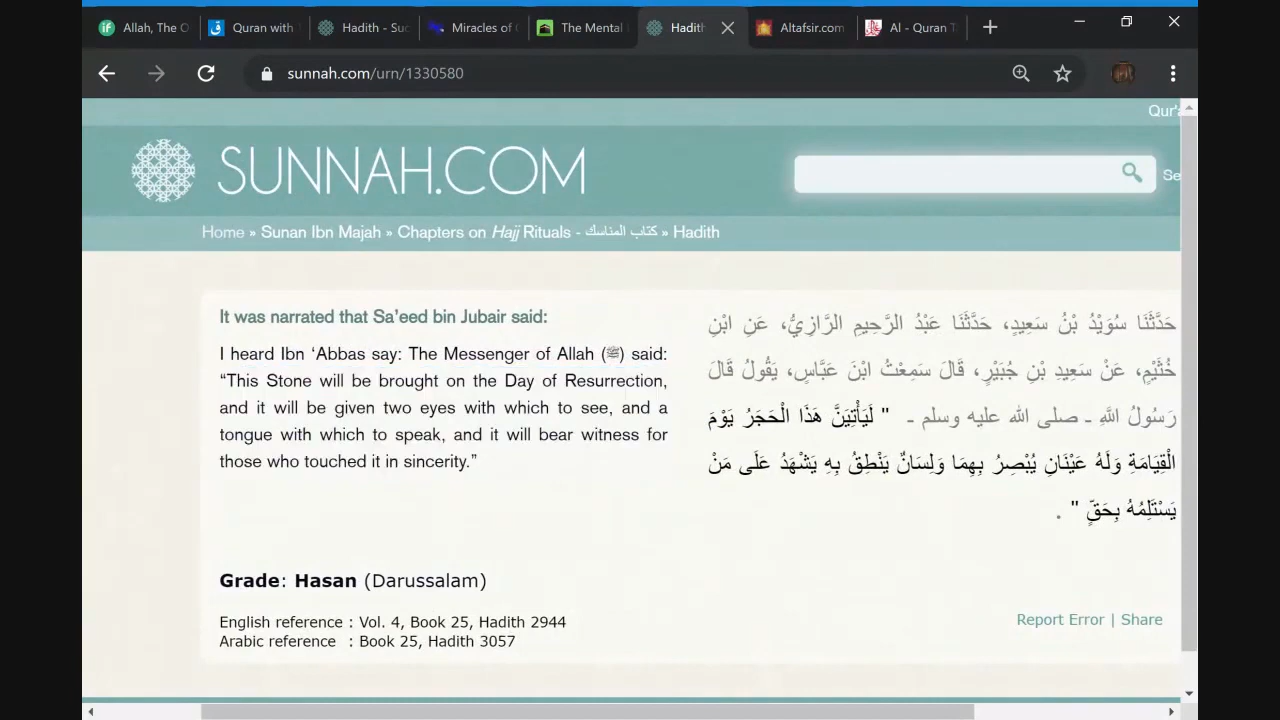 Allah, The O
Quran with
Hadith - Suc
Miracles of
The Mental
Hadith
Altafsir.com
Al - Quran T
sunnah.com/urn/1330580
Qur'a
SUNNAH.COM
Se
Home » Sunan Ibn Majah » Chapters on Hajj Rituals - كتاب المناسك » Hadith
It was narrated that Sa’eed bin Jubair said:
I heard Ibn ‘Abbas say: The Messenger of Allah (ﷺ) said:
“This Stone will be brought on the Day of Resurrection,
and it will be given two eyes with which to see, and a
tongue with which to speak, and it will bear witness for
those who touched it in sincerity.”
حَدَّثَنَا سُوَيْدُ بْنُ سَعِيدٍ، حَدَّثَنَا عَبْدُ الرَّحِيمِ الرَّازِيُّ، عَنِ ابْنِ
خُثَيْمٍ، عَنْ سَعِيدِ بْنِ جُبَيْرٍ، قَالَ سَمِعْتُ ابْنَ عَبَّاسٍ، يَقُولُ قَالَ
رَسُولُ اللَّهِ ـ صلى الله عليه وسلم ـ " لَيَأْتِيَنَّ هَذَا الْحَجَرُ يَوْمَ
الْقِيَامَةِ وَلَهُ عَيْنَانِ يُبْصِرُ بِهِمَا وَلِسَانٌ يَنْطِقُ بِهِ يَشْهَدُ عَلَى مَنْ
يَسْتَلِمُهُ بِحَقٍّ " .
Grade: Hasan (Darussalam)
English reference : Vol. 4, Book 25, Hadith 2944
Arabic reference : Book 25, Hadith 3057
Report Error | Share